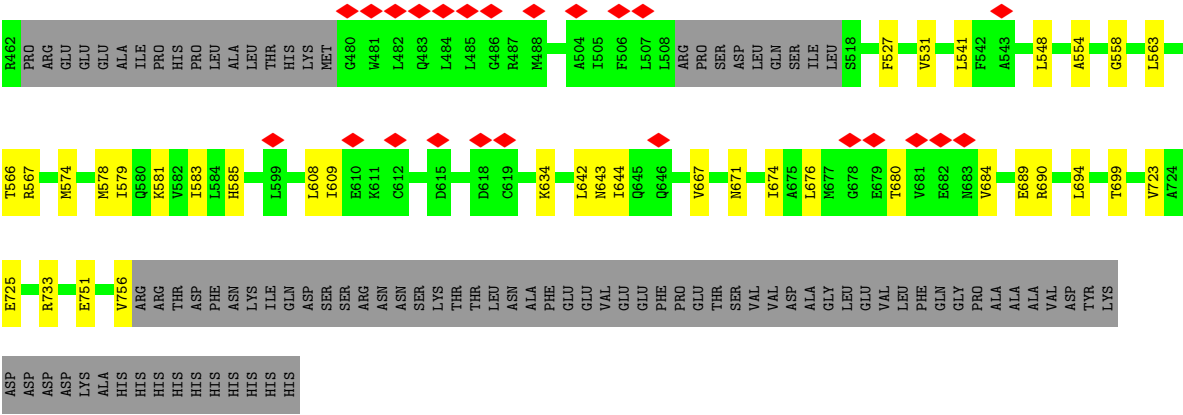 R462 PRO ARG GLU GLU GLU ALA ILE PRO HIS PRO LEU ALA LEU THR HIS LYS MET G480 W481 L482 Q483 L484 L485 G486 R487 M488 A504 I505 F506 L507 L508 ARG PRO SER ASP LEU GLN SER ILE LEU S518 F527 V531 L541 F542 A543 L548 A554 G558 L563
T566 R567 M574 M578 I579 Q580 K581 V582 I583 L584 H585 L599 L608 I609 E610 K611 C612 D615 D618 C619 K634 L642 N643 I644 Q645 Q646 V667 N671 I674 A675 L676 M677 G678 E679 T680 V681 E682 N683 V684 E689 R690 L694 T699 V723 A724
E725 R733 E751 V756 ARG ARG THR ASP PHE ASN LYS ILE GLN ASP SER SER ARG ASN ASN SER LYS THR THR LEU ASN ALA PHE GLU GLU VAL GLU GLU PHE PRO GLU THR SER VAL VAL ASP ALA GLY LEU GLU VAL LEU PHE GLN GLY PRO ALA ALA ALA VAL ASP TYR LYS
ASP ASP ASP ASP LYS ALA HIS HIS HIS HIS HIS HIS HIS HIS HIS HIS